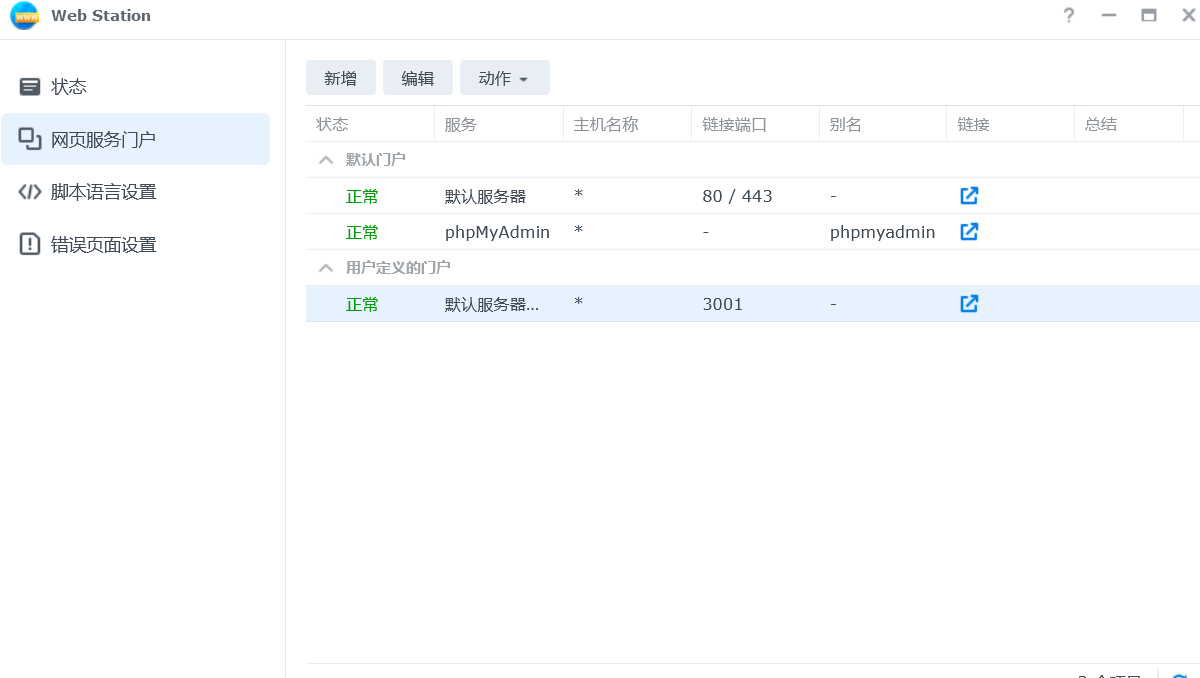 Web Station
状态
网页服务门户
脚本语言设置
错误页面设置
新增 编辑 动作
状态 服务 主机名称 链接端口 别名 链接 总结
默认门户
正常 默认服务器 * 80 / 443 -
正常 phpMyAdmin * - phpmyadmin
用户定义的门户
正常 默认服务器... * 3001 -
个项目